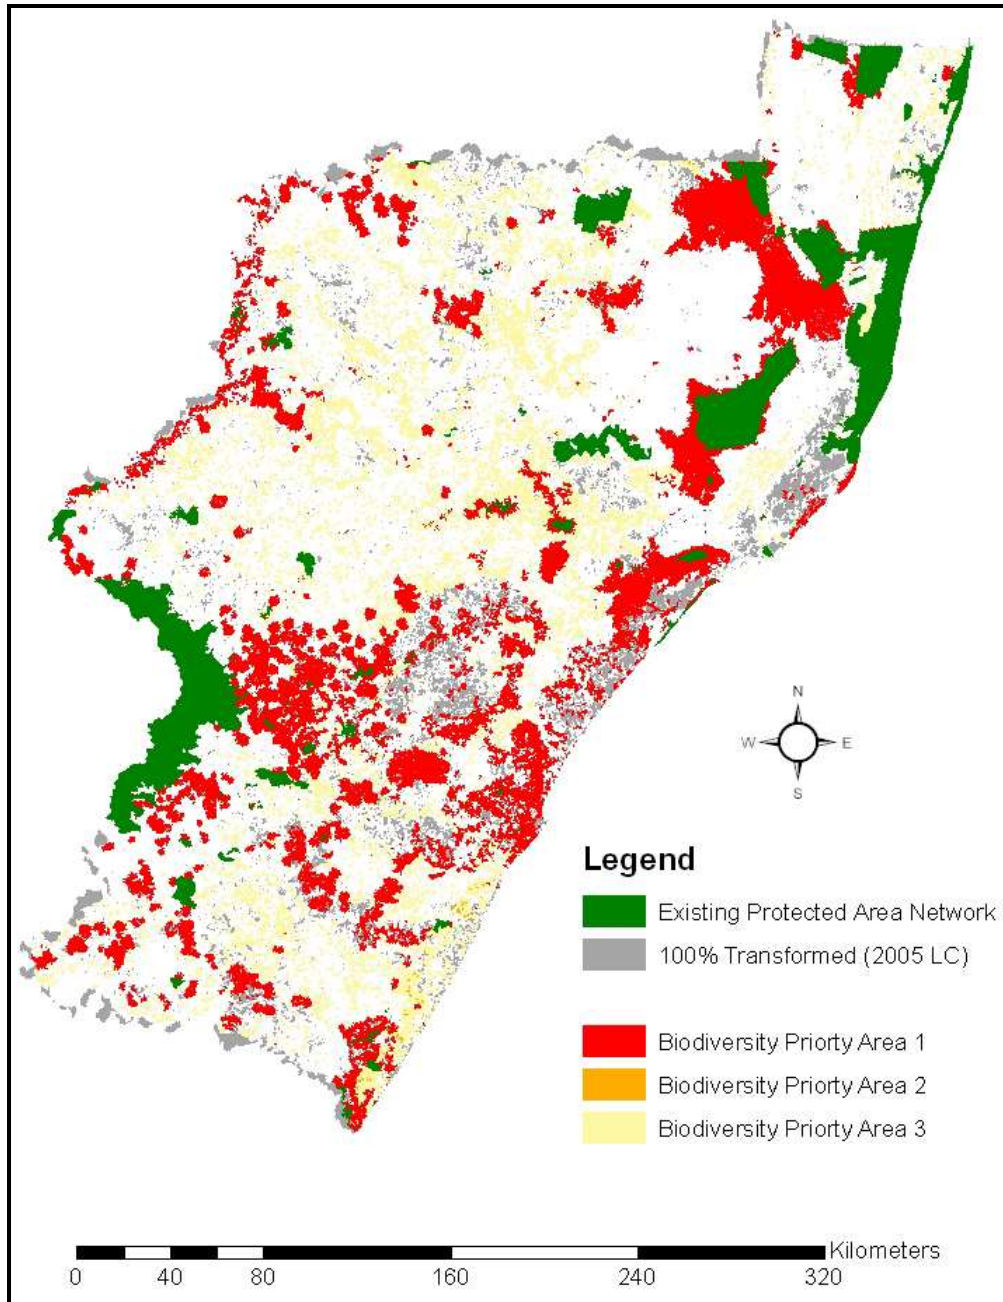 N
W E
S
Legend
Existing Protected Area Network
100% Transformed (2005 LC)
Biodiversity Priorty Area 1
Biodiversity Priorty Area 2
Biodiversity Priorty Area 3
Kilometers
0 40 80 160 240 320